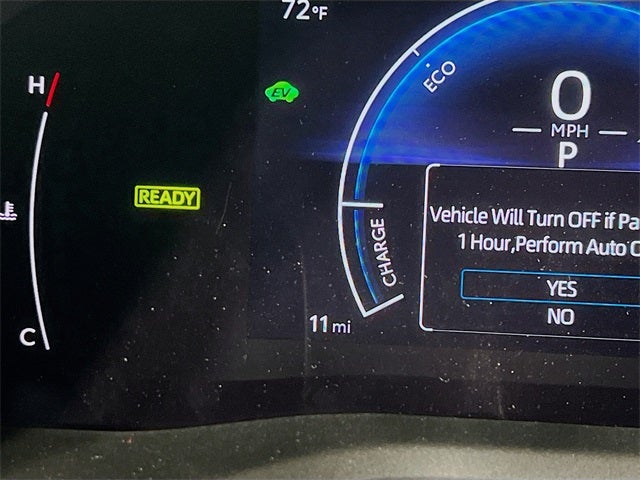 72°F
H
EV
ECO
0
MPH
P
READY
Vehicle Will Turn OFF if Pa
1 Hour,Perform Auto
YES
NO
CHARGE
C
11 mi